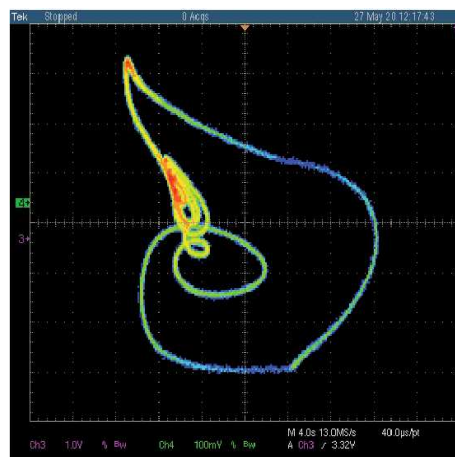 Tek Stopped 0 Acqs 27 May 20 12:17:43
4
3
M 4.0s 13.0MS/s 40.0µs/pt
Ch3 1.0V % Bw Ch4 100mV % Bw A Ch3 / 3.32V